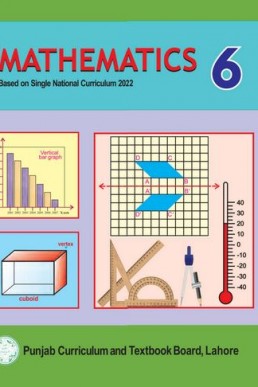 MATHEMATICS 6
Based on Single National Curriculum 2022
Vertical
bar graph
vertex
cuboid
D C
A B
A B
D C
40
30
20
10
0
-10
-20
-30
-40
Punjab Curriculum and Textbook Board, Lahore